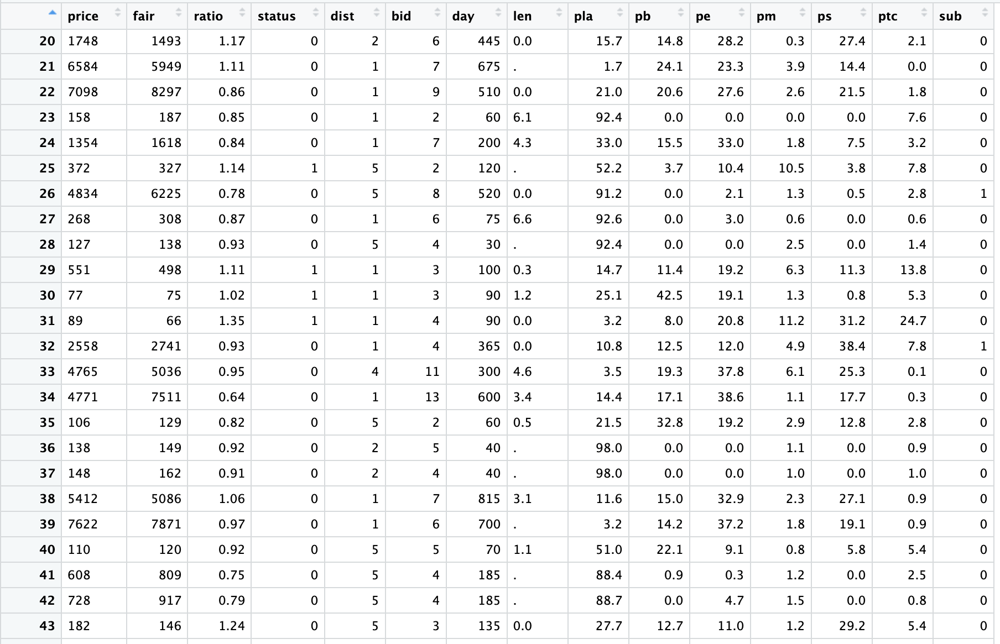 price fair ratio status dist bid day len pla pb pe pm ps ptc sub
20 1748 1493 1.17 0 2 6 445 0.0 15.7 14.8 28.2 0.3 27.4 2.1 0
21 6584 5949 1.11 0 1 7 675 . 1.7 24.1 23.3 3.9 14.4 0.0 0
22 7098 8297 0.86 0 1 9 510 0.0 21.0 20.6 27.6 2.6 21.5 1.8 0
23 158 187 0.85 0 1 2 60 6.1 92.4 0.0 0.0 0.0 0.0 7.6 0
24 1354 1618 0.84 0 1 7 200 4.3 33.0 15.5 33.0 1.8 7.5 3.2 0
25 372 327 1.14 1 5 2 120 . 52.2 3.7 10.4 10.5 3.8 7.8 0
26 4834 6225 0.78 0 5 8 520 0.0 91.2 0.0 2.1 1.3 0.5 2.8 1
27 268 308 0.87 0 1 6 75 6.6 92.6 0.0 3.0 0.6 0.0 0.6 0
28 127 138 0.93 0 5 4 30 . 92.4 0.0 0.0 2.5 0.0 1.4 0
29 551 498 1.11 1 1 3 100 0.3 14.7 11.4 19.2 6.3 11.3 13.8 0
30 77 75 1.02 1 1 3 90 1.2 25.1 42.5 19.1 1.3 0.8 5.3 0
31 89 66 1.35 1 1 4 90 0.0 3.2 8.0 20.8 11.2 31.2 24.7 0
32 2558 2741 0.93 0 1 4 365 0.0 10.8 12.5 12.0 4.9 38.4 7.8 1
33 4765 5036 0.95 0 4 11 300 4.6 3.5 19.3 37.8 6.1 25.3 0.1 0
34 4771 7511 0.64 0 1 13 600 3.4 14.4 17.1 38.6 1.1 17.7 0.3 0
35 106 129 0.82 0 5 2 60 0.5 21.5 32.8 19.2 2.9 12.8 2.8 0
36 138 149 0.92 0 2 5 40 . 98.0 0.0 0.0 1.1 0.0 0.9 0
37 148 162 0.91 0 2 4 40 . 98.0 0.0 0.0 1.0 0.0 1.0 0
38 5412 5086 1.06 0 1 7 815 3.1 11.6 15.0 32.9 2.3 27.1 0.9 0
39 7622 7871 0.97 0 1 6 700 . 3.2 14.2 37.2 1.8 19.1 0.9 0
40 110 120 0.92 0 5 5 70 1.1 51.0 22.1 9.1 0.8 5.8 5.4 0
41 608 809 0.75 0 5 4 185 . 88.4 0.9 0.3 1.2 0.0 2.5 0
42 728 917 0.79 0 5 4 185 . 88.7 0.0 4.7 1.5 0.0 0.8 0
43 182 146 1.24 0 5 3 135 0.0 27.7 12.7 11.0 1.2 29.2 5.4 0